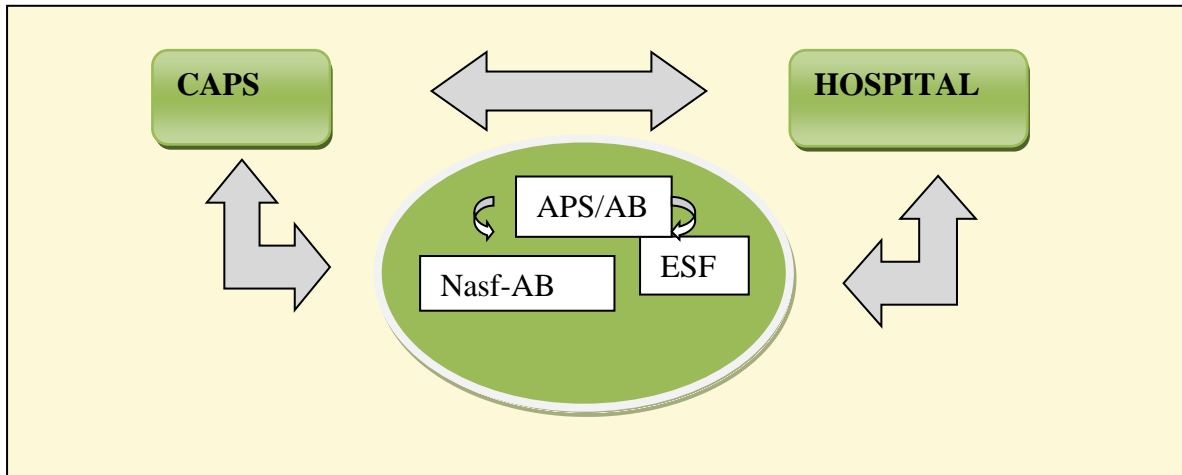 CAPS
HOSPITAL
APS/AB
ESF
Nasf-AB